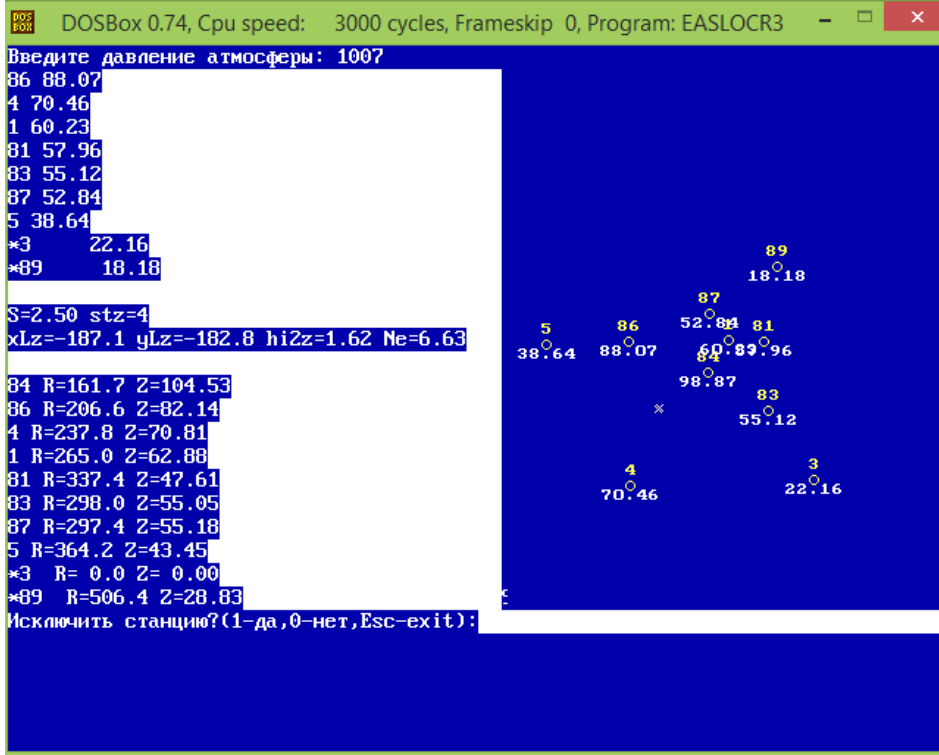 DOSBox 0.74, Cpu speed: 3000 cycles, Frameskip 0, Program: EASLOCR3
Введите давление атмосферы: 1007
86 88.07
4 70.46
1 60.23
81 57.96
83 55.12
87 52.84
5 38.64
*3 22.16
*89 18.18
S=2.50 stz=4
xLz=-187.1 yLz=-182.8 hi2z=1.62 Ne=6.63
84 R=161.7 Z=104.53
86 R=206.6 Z=82.14
4 R=237.8 Z=70.81
1 R=265.0 Z=62.88
81 R=337.4 Z=47.61
83 R=298.0 Z=55.05
87 R=297.4 Z=55.18
5 R=364.2 Z=43.45
*3 R= 0.0 Z= 0.00
*89 R=506.4 Z=28.83
Исключить станцию?(1-да,0-нет,Esc-exit):
89
18.18
87
52.84
5
38.64
86
88.07
81
84
98.87
83
55.12
4
70.46
3
22.16